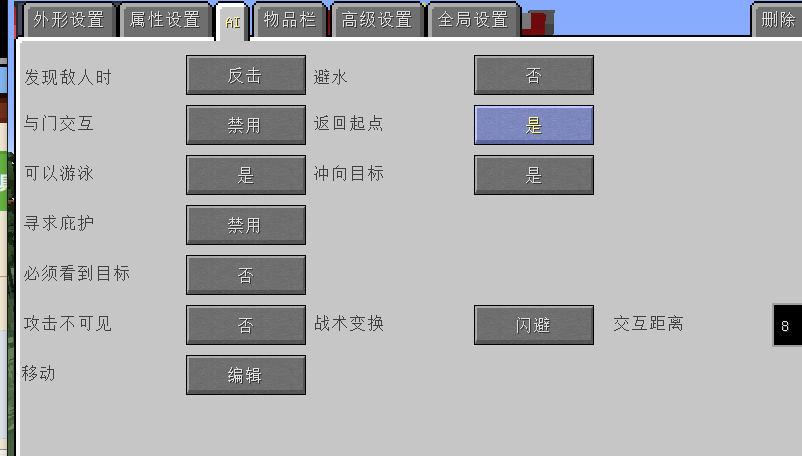 外形设置 属性设置 AI 物品栏 高级设置 全局设置 删除
发现敌人时 反击 避水 否
与门交互 禁用 返回起点 是
可以游泳 是 冲向目标 是
寻求庇护 禁用
必须看到目标 否
攻击不可见 否 战术变换 闪避 交互距离 8
移动 编辑